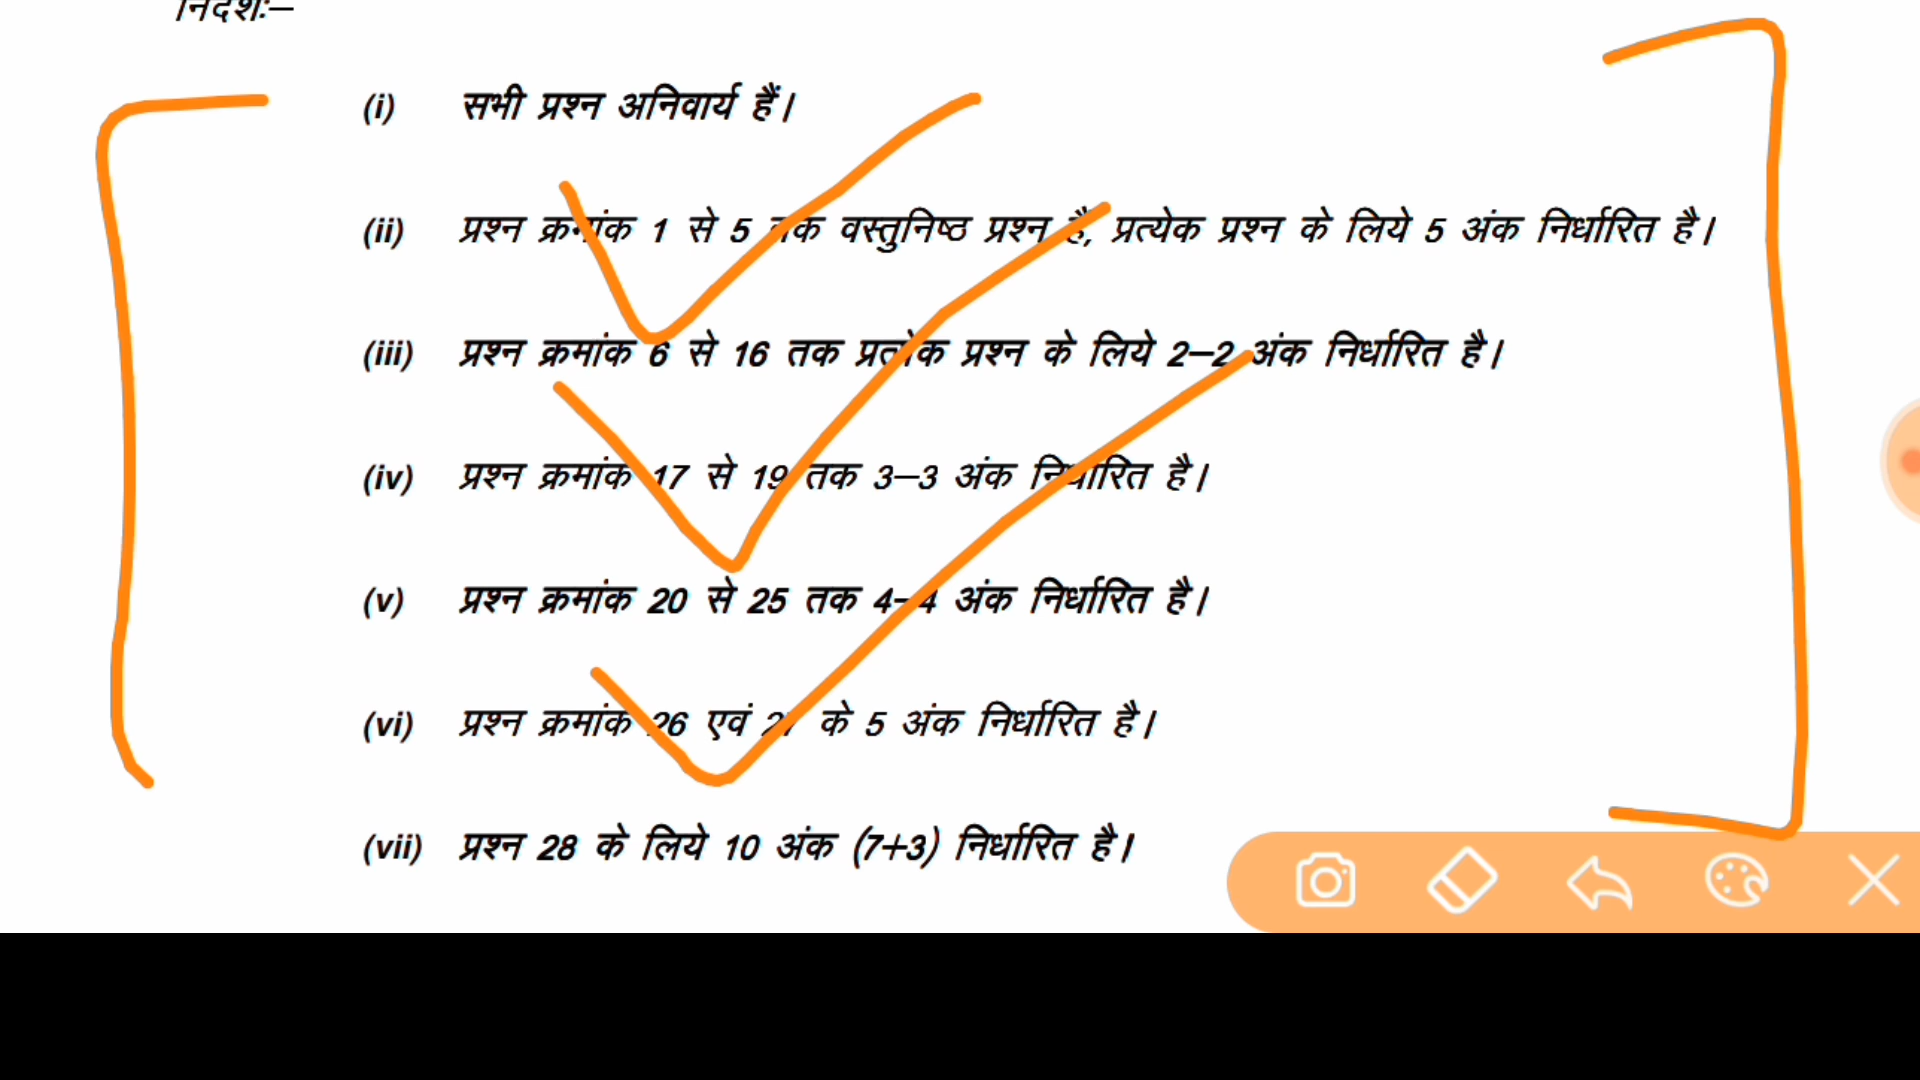 निर्देशः–
(i) सभी प्रश्न अनिवार्य हैं।
(ii) प्रश्न क्रमांक 1 से 5 तक वस्तुनिष्ठ प्रश्न है, प्रत्येक प्रश्न के लिये 5 अंक निर्धारित है।
(iii) प्रश्न क्रमांक 6 से 16 तक प्रत्येक प्रश्न के लिये 2–2 अंक निर्धारित है।
(iv) प्रश्न क्रमांक 17 से 19 तक 3–3 अंक निर्धारित है।
(v) प्रश्न क्रमांक 20 से 25 तक 4–4 अंक निर्धारित है।
(vi) प्रश्न क्रमांक 26 एवं 27 के 5 अंक निर्धारित है।
(vii) प्रश्न 28 के लिये 10 अंक (7+3) निर्धारित है।